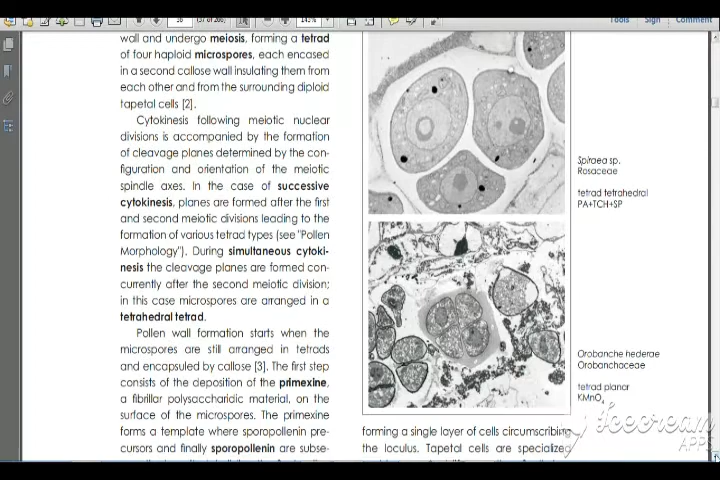 36 (37 of 266) 143%
Tools Sign Comment
wall and undergo meiosis, forming a tetrad
of four haploid microspores, each encased
in a second callose wall insulating them from
each other and from the surrounding diploid
tapetal cells [2].
Cytokinesis following meiotic nuclear
divisions is accompanied by the formation
of cleavage planes determined by the con-
figuration and orientation of the meiotic
spindle axes. In the case of successive
cytokinesis, planes are formed after the first
and second meiotic divisions leading to the
formation of various tetrad types (see "Pollen
Morphology"). During simultaneous cytoki-
nesis the cleavage planes are formed con-
currently after the second meiotic division;
in this case microspores are arranged in a
tetrahedral tetrad.
Pollen wall formation starts when the
microspores are still arranged in tetrads
and encapsuled by callose [3]. The first step
consists of the deposition of the primexine,
a fibrillar polysaccharidic material, on the
surface of the microspores. The primexine
forms a template where sporopollenin pre-
cursors and finally sporopollenin are subse-
Spiraea sp.
Rosaceae
tetrad tetrahedral
PA+TCH+SP
Orobanche hederae
Orobanchaceae
tetrad planar
KMnO4
forming a single layer of cells circumscribing
the loculus. Tapetal cells are specialized
Icecream
APPS